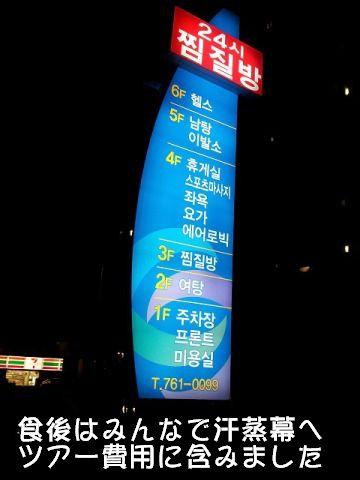 24시
찜질방
6F 헬스
5F 남탕
이발소
4F 휴게실
스포츠마사지
좌욕
요가
에어로빅
3F 찜질방
2F 여탕
1F 주차장
프론트
미용실
T.761-0099
7
食後はみんなで汗蒸幕へ
ツアー費用に含みました